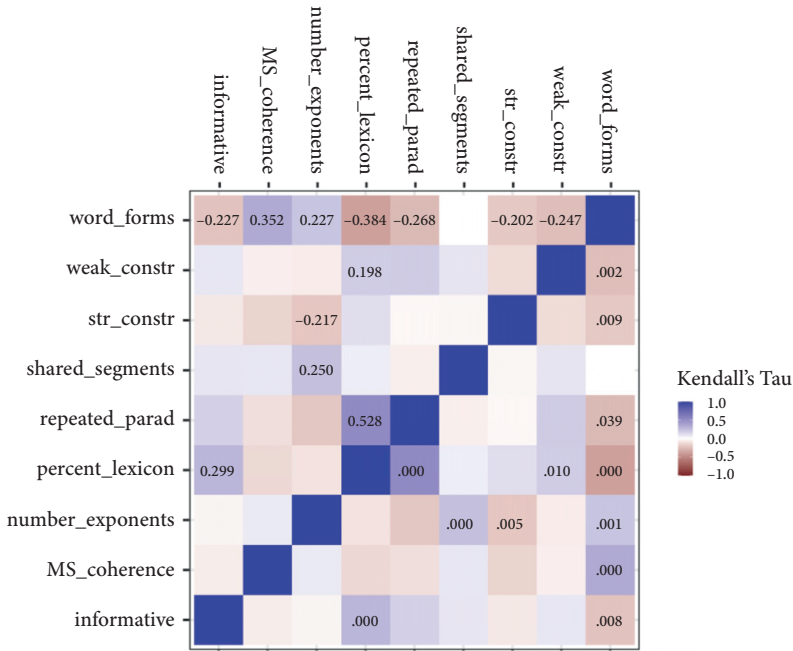 informative
MS_coherence
number_exponents
percent_lexicon
repeated_parad
shared_segments
str_constr
weak_constr
word_forms
word_forms −0.227 0.352 0.227 −0.384 −0.268 −0.202 −0.247
weak_constr 0.198 .002
str_constr −0.217 .009
shared_segments 0.250
repeated_parad 0.528 .039
percent_lexicon 0.299 .000 .010 .000
number_exponents .000 .005 .001
MS_coherence .000
informative .000 .008
Kendall's Tau
1.0
0.5
0.0
−0.5
−1.0